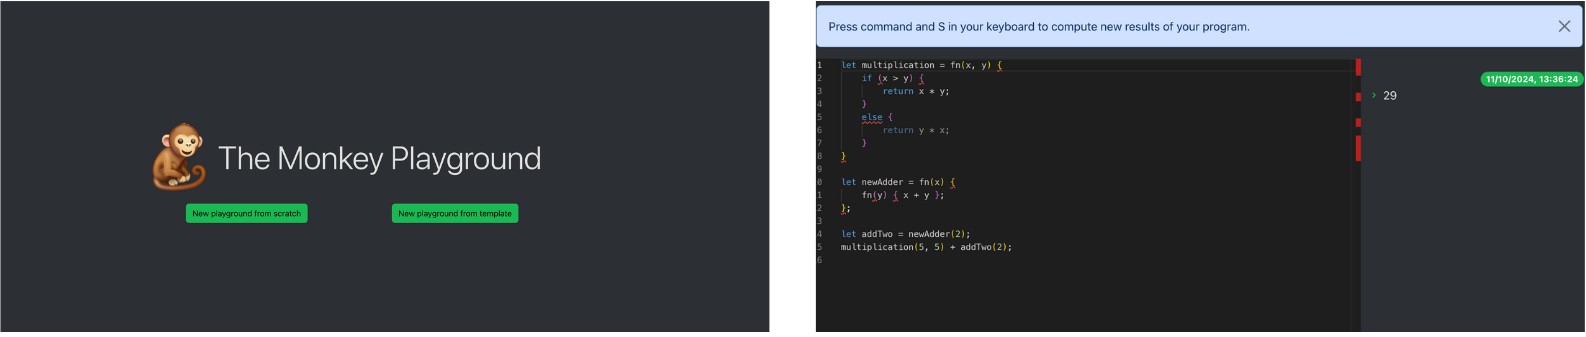 The Monkey Playground
New playground from scratch
New playground from template
Press command and S in your keyboard to compute new results of your program.
1 let multiplication = fn(x, y) {
2 if (x > y) {
3 return x * y;
4 }
5 else {
6 return y * x;
7 }
8 }
9
0 let newAdder = fn(x) {
1 fn(y) { x + y };
2 };
3
4 let addTwo = newAdder(2);
5 multiplication(5, 5) + addTwo(2);
6
11/10/2024, 13:36:24
› 29